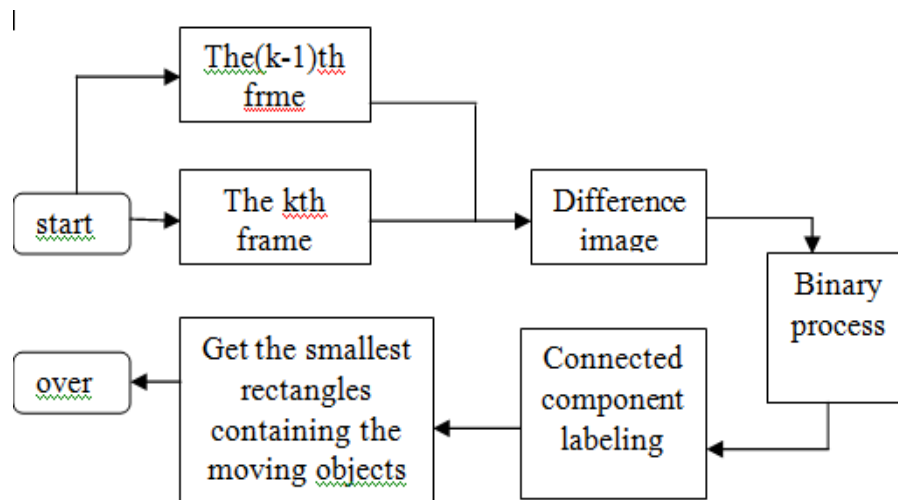 The(k-1)th
frme
start
The kth
frame
Difference
image
Binary
process
Connected
component
labeling
Get the smallest
rectangles
containing the
moving objects
over